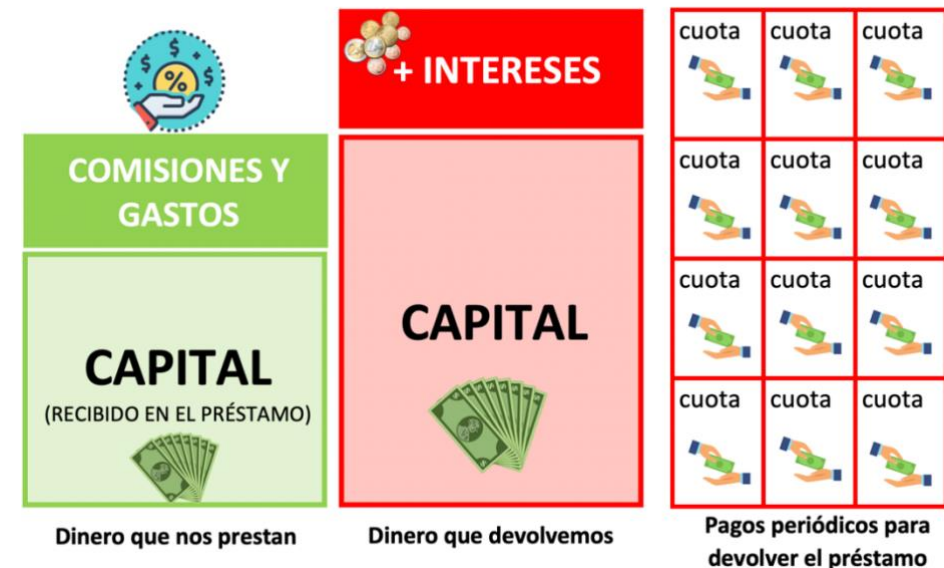 COMISIONES Y
GASTOS
CAPITAL
(RECIBIDO EN EL PRÉSTAMO)
Dinero que nos prestan
+ INTERESES
CAPITAL
Dinero que devolvemos
cuota cuota cuota
cuota cuota cuota
cuota cuota cuota
cuota cuota cuota
Pagos periódicos para
devolver el préstamo